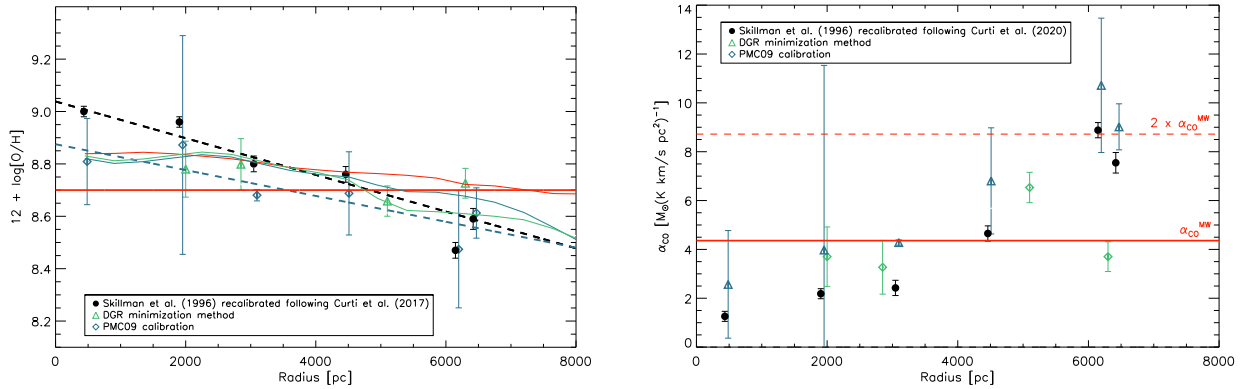 9.2
9.0
8.8
8.6
8.4
8.2
12 + log[O/H]
Skillman et al. (1996) recalibrated following Curti et al. (2017)
DGR minimization method
PMC09 calibration
0
2000
4000
6000
8000
Radius [pc]
14
12
10
8
6
4
2
0
α_CO [M_⊙(K km/s pc²)⁻¹]
Skillman et al. (1996) recalibrated following Curti et al. (2020)
DGR minimization method
PMC09 calibration
2 x α_CO^MW
α_CO^MW
0
2000
4000
6000
8000
Radius [pc]